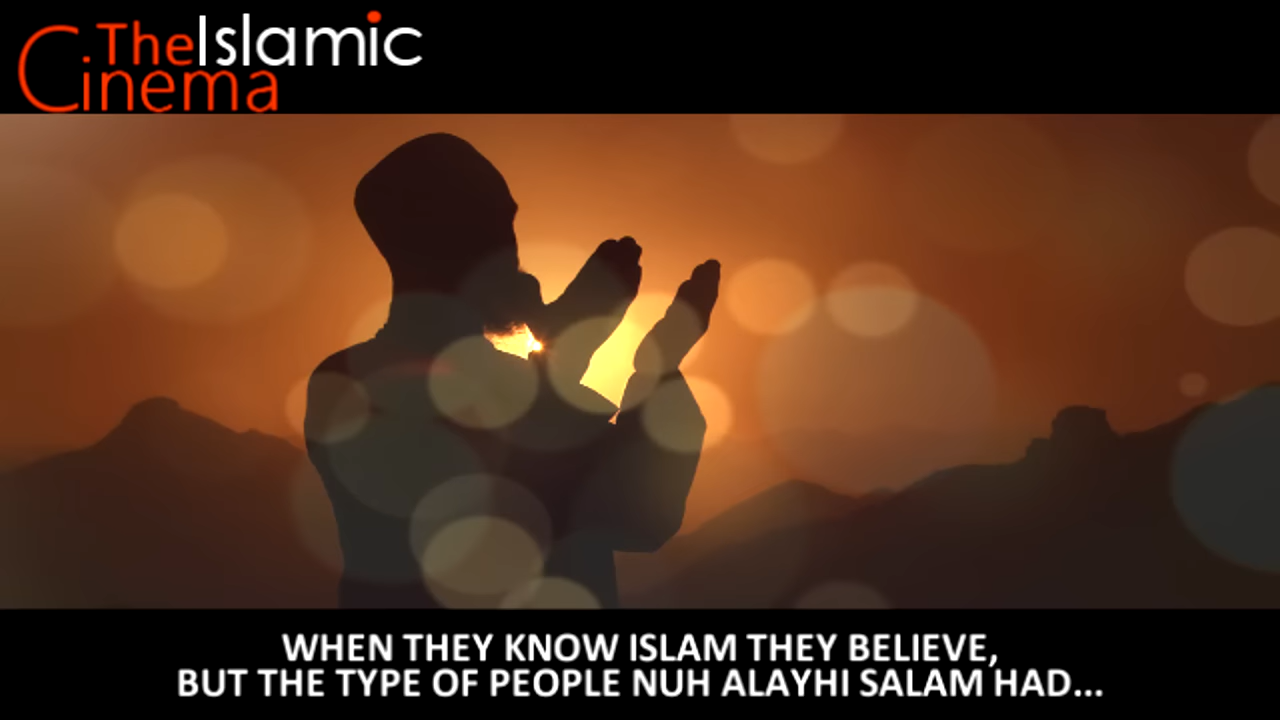 TheIslamic
Cinema
WHEN THEY KNOW ISLAM THEY BELIEVE,
BUT THE TYPE OF PEOPLE NUH ALAYHI SALAM HAD...